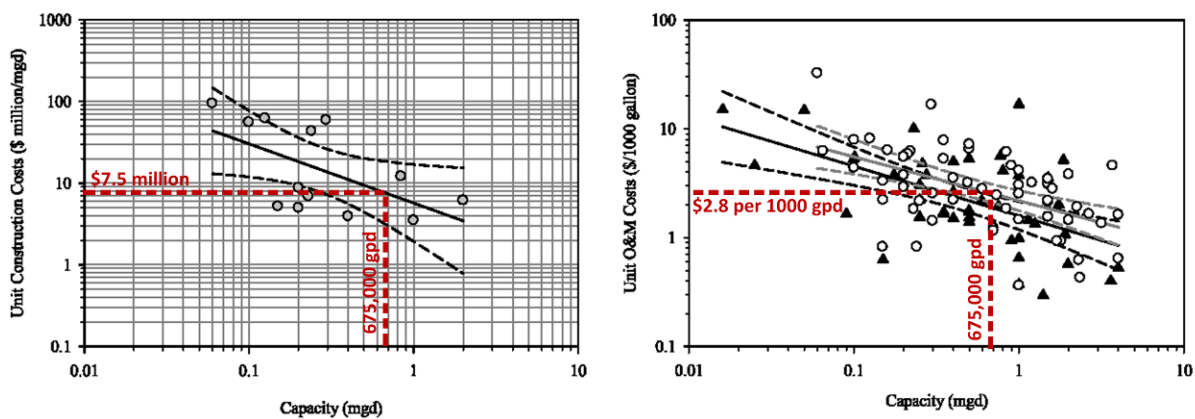 Unit Construction Costs ($ million/mgd)
1000
100
10
1
0.1
$7.5 million
675,000 gpd
0.01
0.1
1
10
Capacity (mgd)
Unit O&M Costs ($/1000 gallon)
100
10
1
0.1
$2.8 per 1000 gpd
675,000 gpd
0.01
0.1
1
10
Capacity (mgd)